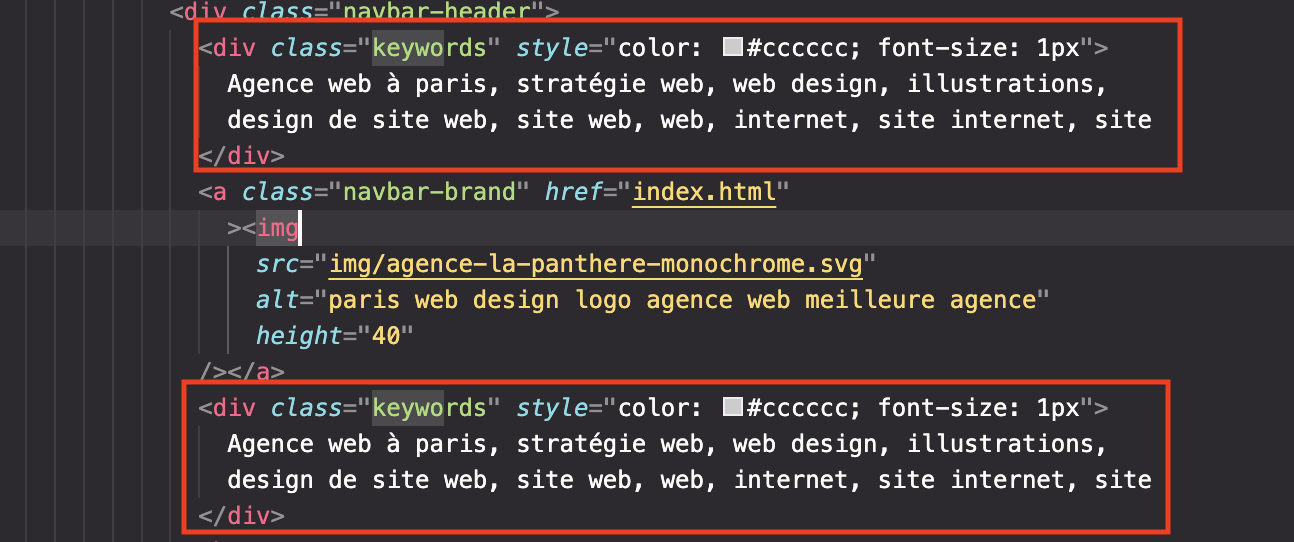 <div class="navbar-header">
<div class="keywords" style="color: #cccccc; font-size: 1px">
Agence web à paris, stratégie web, web design, illustrations,
design de site web, site web, web, internet, site internet, site
</div>
<a class="navbar-brand" href="index.html"
><img
src="img/agence-la-panthere-monochrome.svg"
alt="paris web design logo agence web meilleure agence"
height="40"
/></a>
<div class="keywords" style="color: #cccccc; font-size: 1px">
Agence web à paris, stratégie web, web design, illustrations,
design de site web, site web, web, internet, site internet, site
</div>